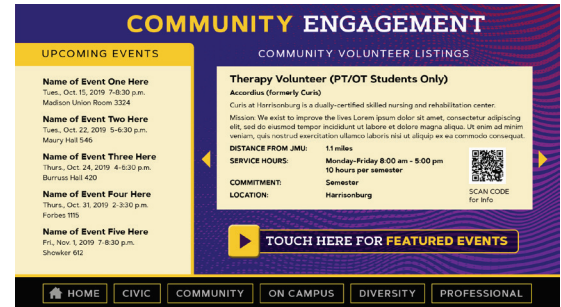 COMMUNITY ENGAGEMENT
UPCOMING EVENTS
Name of Event One Here
Tues., Oct. 15, 2019 7-8:30 p.m.
Madison Union Room 3324
Name of Event Two Here
Tues., Oct. 22, 2019 5-6:30 p.m.
Maury Hall 546
Name of Event Three Here
Thurs., Oct. 24, 2019 4-6:30 p.m.
Burruss Hall 420
Name of Event Four Here
Thurs., Oct. 31, 2019 2-3:30 p.m.
Forbes 1115
Name of Event Five Here
Fri., Nov. 1, 2019 7-8:30 p.m.
Showker 612
COMMUNITY VOLUNTEER LISTINGS
Therapy Volunteer (PT/OT Students Only)
Accordius (formerly Curis)
Curis at Harrisonburg is a dually-certified skilled nursing and rehabilitation center.
Mission: We exist to improve the lives Lorem ipsum dolor sit amet, consectetur adipiscing
elit, sed do eiusmod tempor incididunt ut labore et dolore magna aliqua. Ut enim ad minim
veniam, quis nostrud exercitation ullamco laboris nisi ut aliquip ex ea commodo consequat.
DISTANCE FROM JMU: 1.1 miles
SERVICE HOURS: Monday-Friday 8:00 am - 5:00 pm
10 hours per semester
COMMITMENT: Semester
LOCATION: Harrisonburg
SCAN CODE
for Info
TOUCH HERE FOR FEATURED EVENTS
HOME CIVIC COMMUNITY ON CAMPUS DIVERSITY PROFESSIONAL